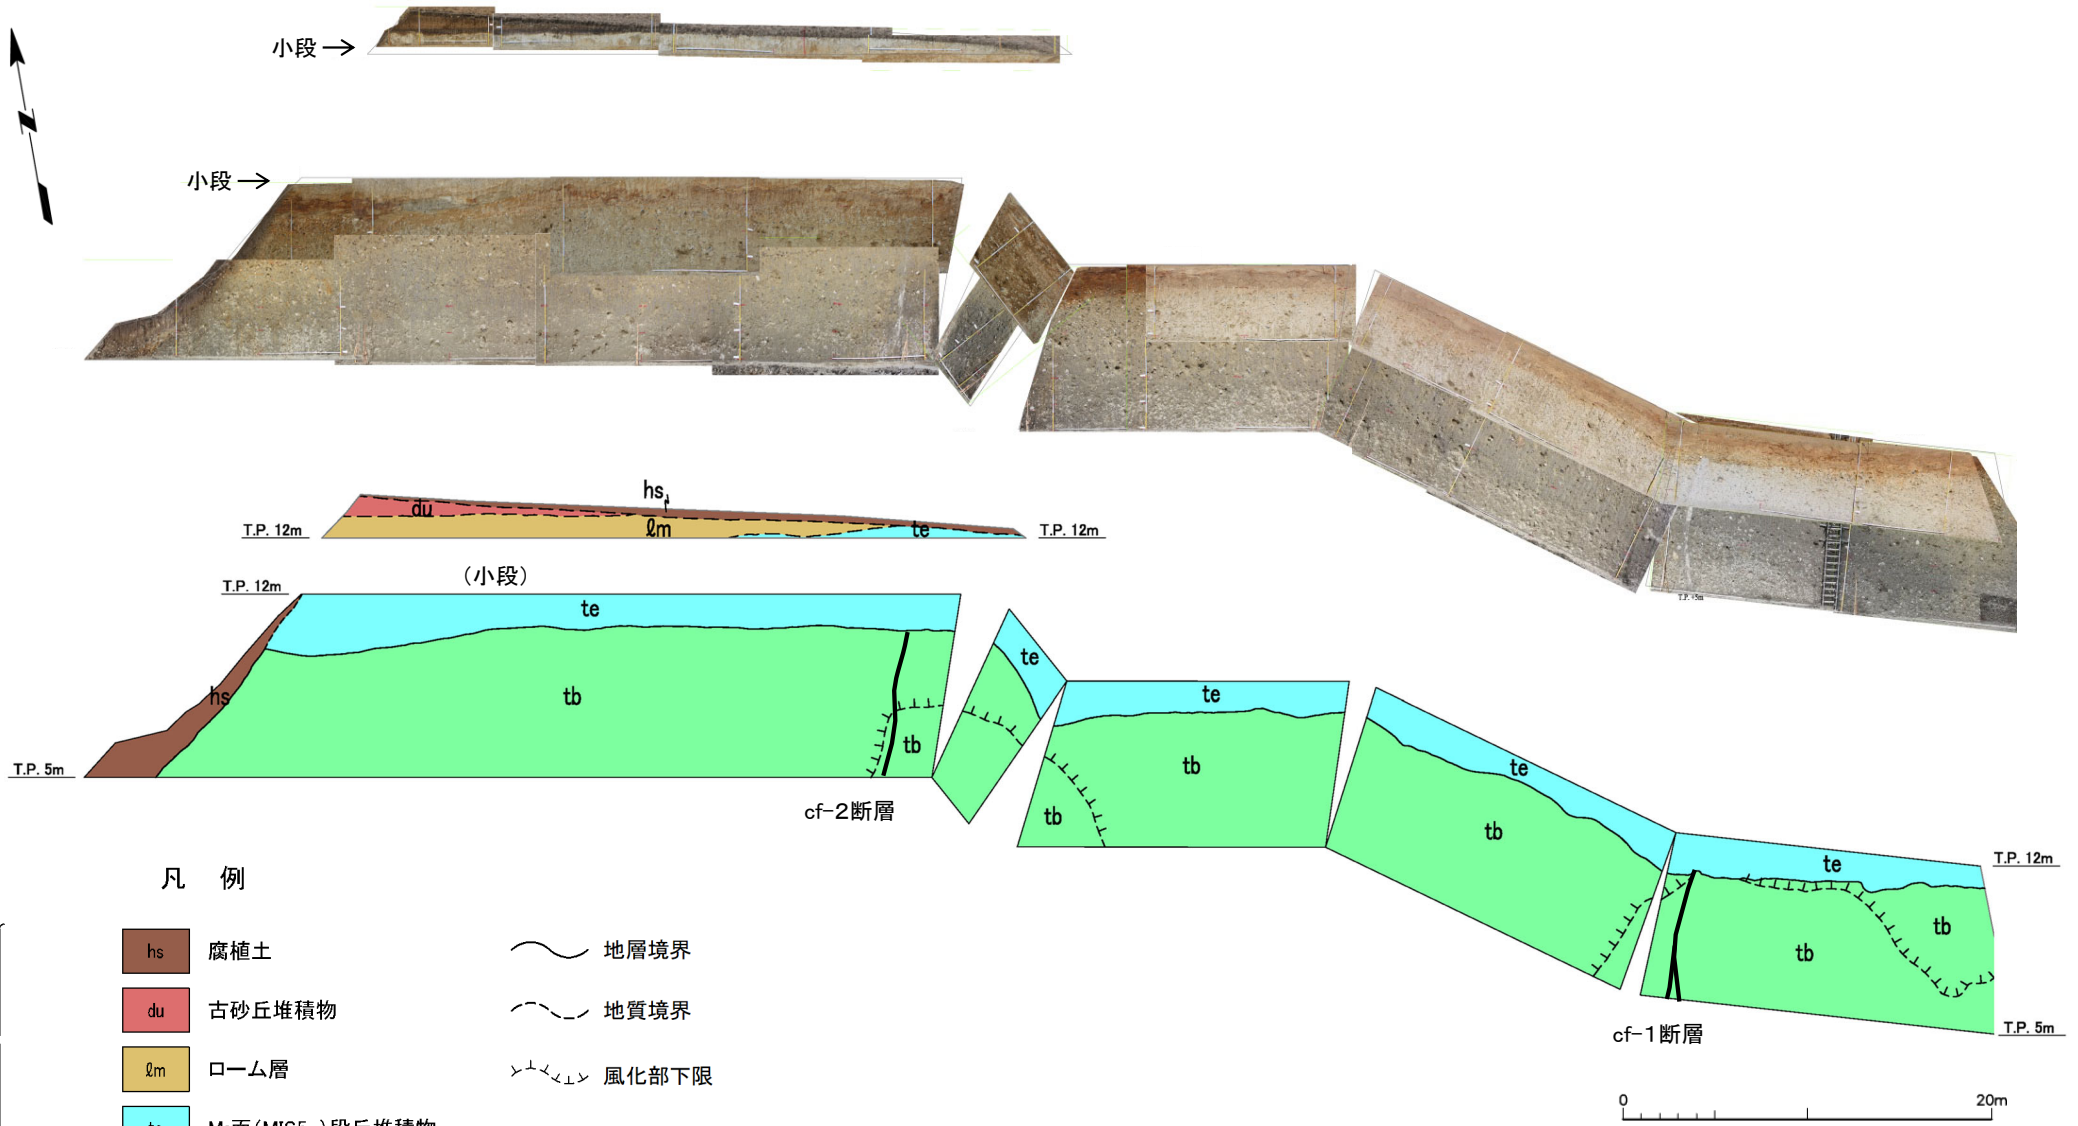 小段→
小段→
T.P. +5m
hs
du
ℓm
te
T.P. 12m
T.P. 12m
(小段)
T.P. 12m
te
te
te
hs
tb
tb
tb
tb
T.P. 5m
cf-2断層
te
te
tb
tb
tb
T.P. 12m
T.P. 5m
cf-1断層
凡 例
hs 腐植土
地層境界
du 古砂丘堆積物
地質境界
ℓm ローム層
風化部下限
0 20m